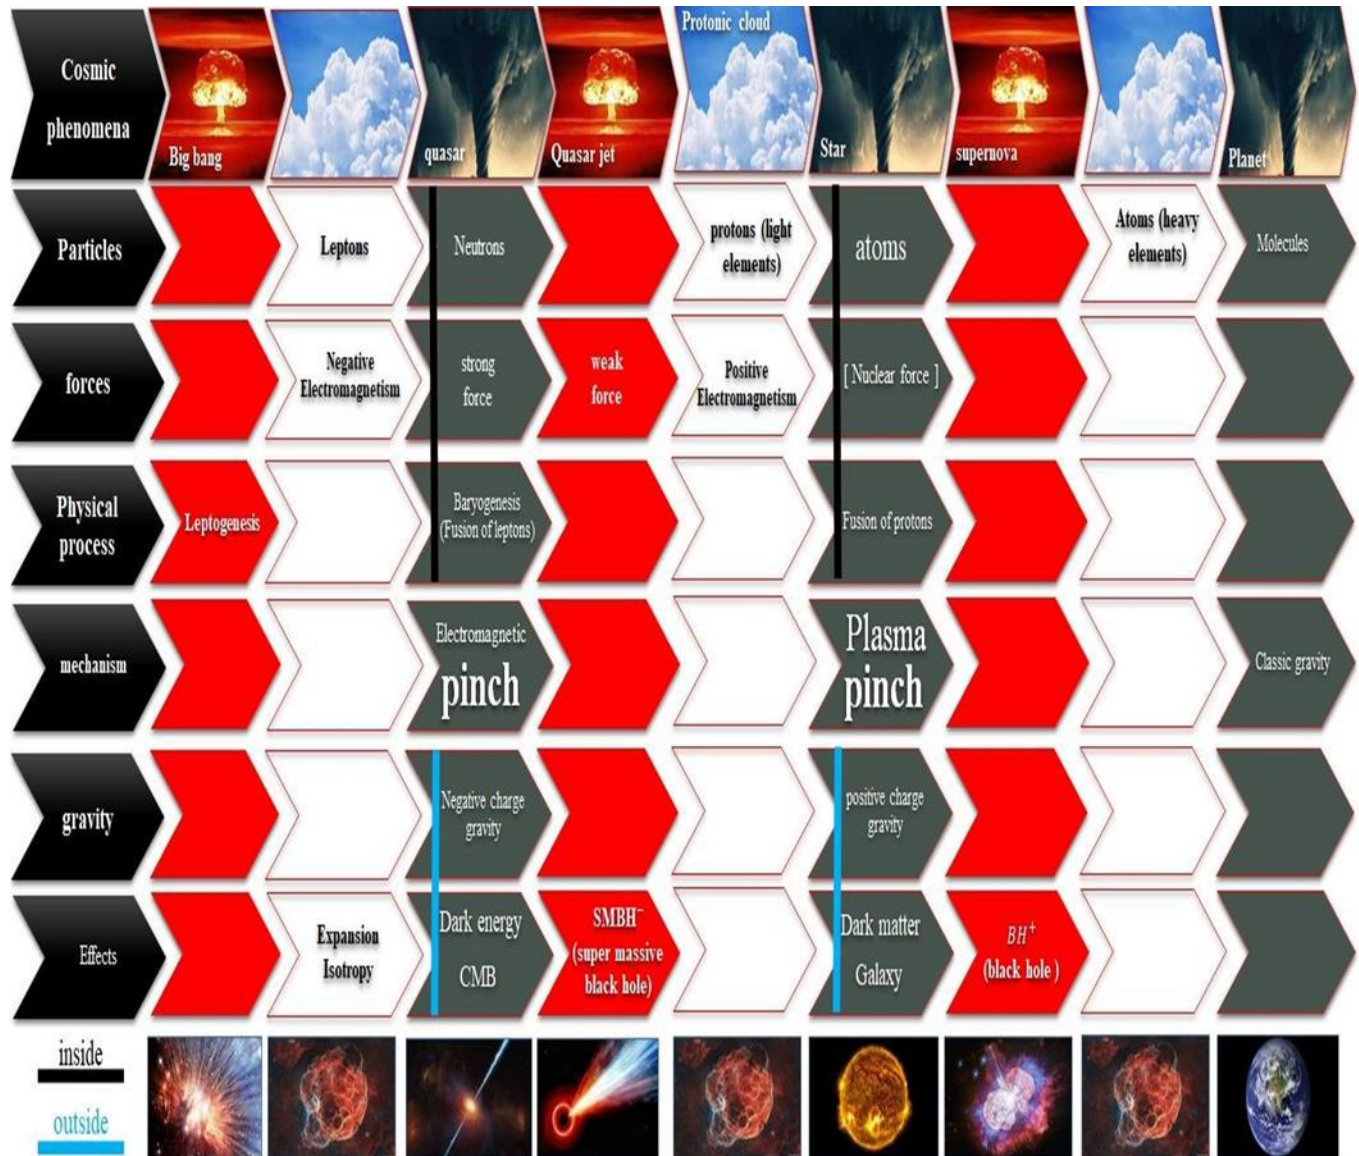 Cosmic
phenomena
Big bang
quasar
Quasar jet
Protonic cloud
Star
supernova
Planet
Particles
Leptons
Neutrons
protons (light
elements)
atoms
Atoms (heavy
elements)
Molecules
forces
Negative
Electromagnetism
strong
force
weak
force
Positive
Electromagnetism
[ Nuclear force ]
Physical
process
Leptogenesis
Baryogenesis
(Fusion of leptons)
Fusion of protons
mechanism
Electromagnetic
pinch
Plasma
pinch
Classic gravity
gravity
Negative charge
gravity
positive charge
gravity
Effects
Expansion
Isotropy
Dark energy
CMB
SMBH⁻
(super massive
black hole)
Dark matter
Galaxy
BH⁺
(black hole )
inside
outside